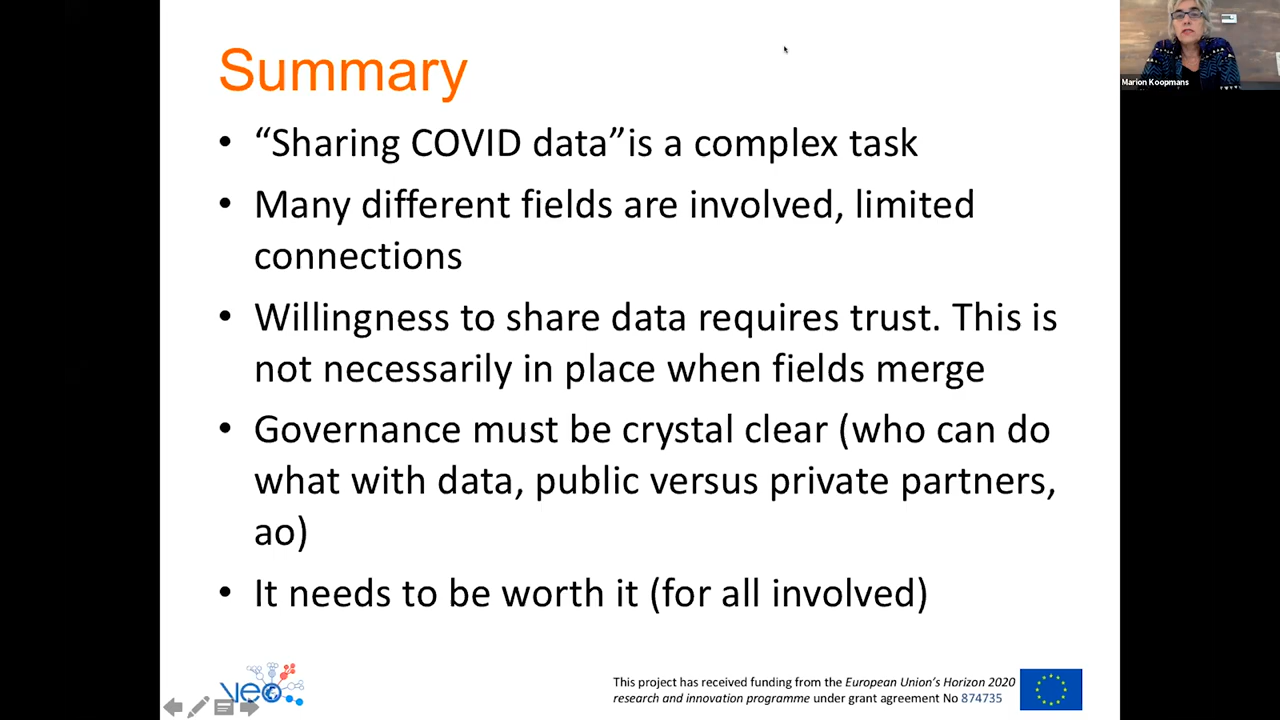 Summary
Marion Koopmans
• “Sharing COVID data”is a complex task
• Many different fields are involved, limited
connections
• Willingness to share data requires trust. This is
not necessarily in place when fields merge
• Governance must be crystal clear (who can do
what with data, public versus private partners,
ao)
• It needs to be worth it (for all involved)
VEO
This project has received funding from the European Union’s Horizon 2020
research and innovation programme under grant agreement No 874735